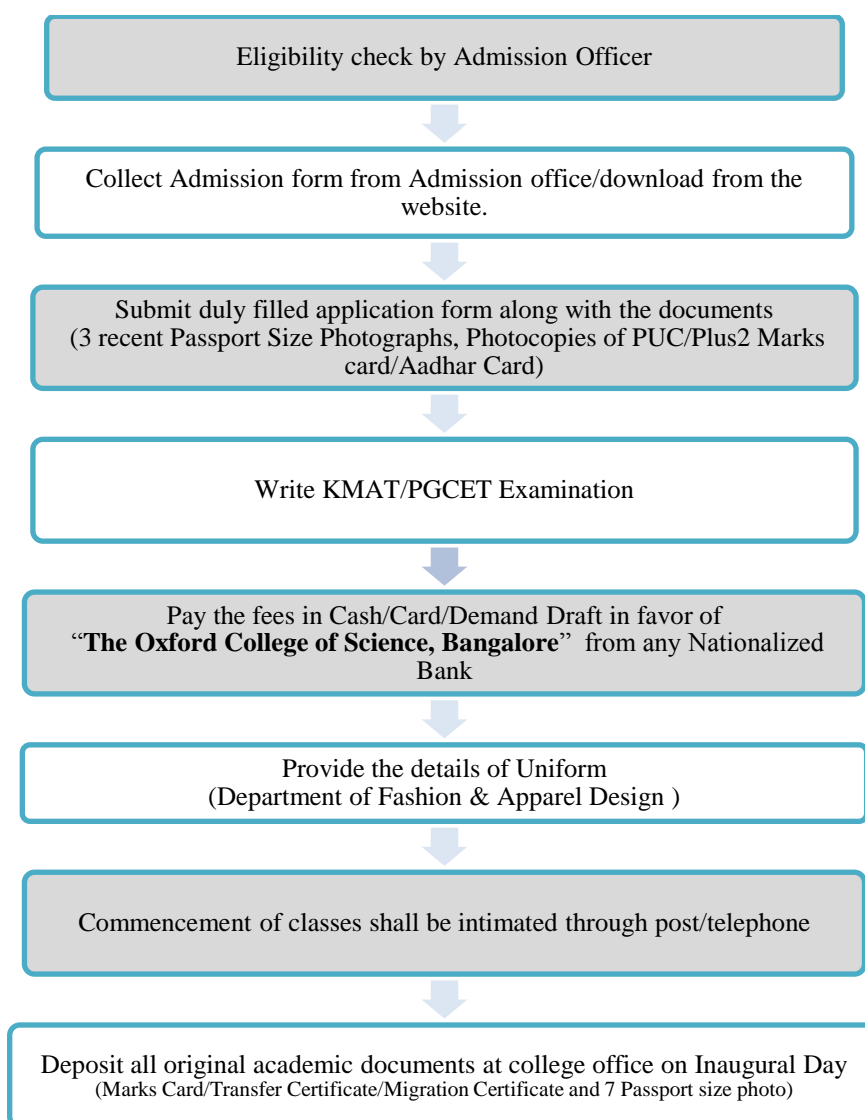 Eligibility check by Admission Officer
Collect Admission form from Admission office/download from the
website.
Submit duly filled application form along with the documents
(3 recent Passport Size Photographs, Photocopies of PUC/Plus2 Marks
card/Aadhar Card)
Write KMAT/PGCET Examination
Pay the fees in Cash/Card/Demand Draft in favor of
“The Oxford College of Science, Bangalore” from any Nationalized
Bank
Provide the details of Uniform
(Department of Fashion & Apparel Design )
Commencement of classes shall be intimated through post/telephone
Deposit all original academic documents at college office on Inaugural Day
(Marks Card/Transfer Certificate/Migration Certificate and 7 Passport size photo)